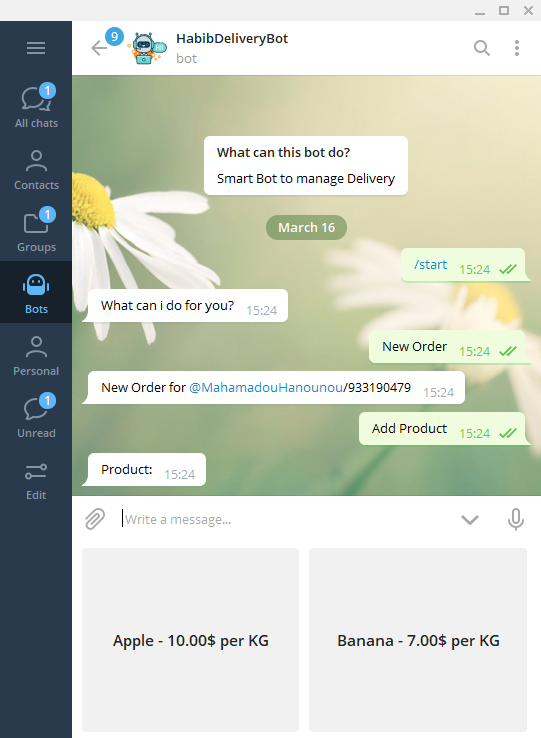 9
HabibDeliveryBot
bot
1
All chats
Contacts
1
Groups
Bots
Personal
1
Unread
Edit
What can this bot do?
Smart Bot to manage Delivery
March 16
/start 15:24
What can i do for you? 15:24
New Order 15:24
New Order for @MahamadouHanounou/933190479 15:24
Add Product 15:24
Product: 15:24
Write a message...
Apple - 10.00$ per KG
Banana - 7.00$ per KG